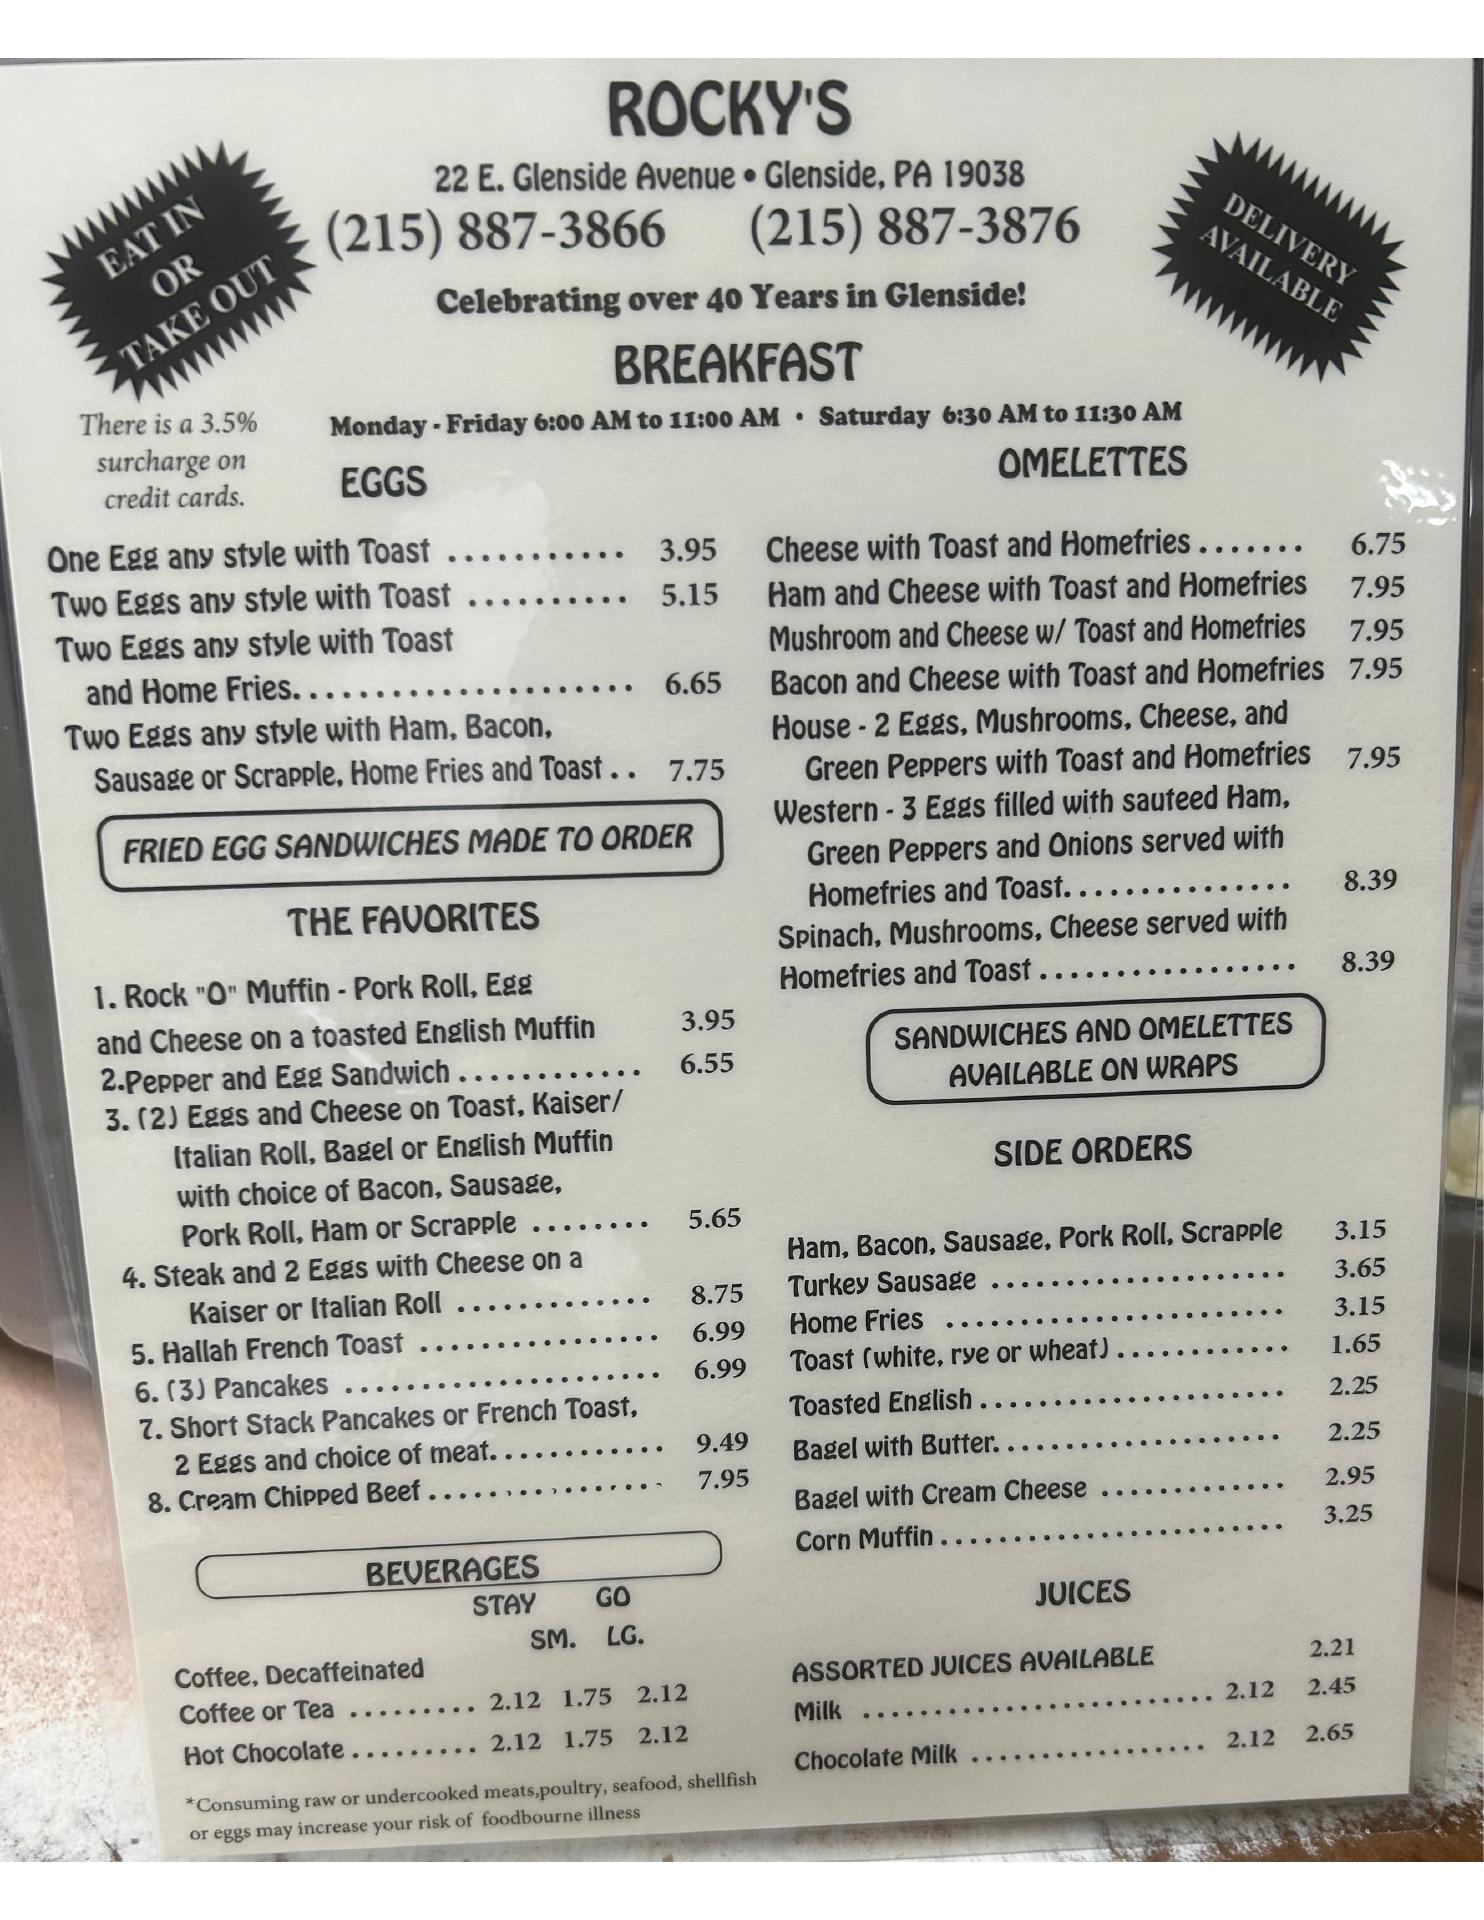 ROCKY'S
22 E. Glenside Avenue • Glenside, PA 19038
(215) 887-3866 (215) 887-3876
EAT IN
OR
TAKE OUT
DELIVERY
AVAILABLE
Celebrating over 40 Years in Glenside!
BREAKFAST
Monday - Friday 6:00 AM to 11:00 AM • Saturday 6:30 AM to 11:30 AM
There is a 3.5%
surcharge on
credit cards.
EGGS
One Egg any style with Toast ........... 3.95
Two Eggs any style with Toast .......... 5.15
Two Eggs any style with Toast
and Home Fries...................... 6.65
Two Eggs any style with Ham, Bacon,
Sausage or Scrapple, Home Fries and Toast .. 7.75
FRIED EGG SANDWICHES MADE TO ORDER
THE FAVORITES
1. Rock "O" Muffin - Pork Roll, Egg
and Cheese on a toasted English Muffin 3.95
2.Pepper and Egg Sandwich ............ 6.55
3. (2) Eggs and Cheese on Toast, Kaiser/
Italian Roll, Bagel or English Muffin
with choice of Bacon, Sausage,
Pork Roll, Ham or Scrapple ........ 5.65
4. Steak and 2 Eggs with Cheese on a
Kaiser or Italian Roll ............. 8.75
5. Hallah French Toast ................ 6.99
6. (3) Pancakes ..................... 6.99
7. Short Stack Pancakes or French Toast,
2 Eggs and choice of meat............ 9.49
8. Cream Chipped Beef ................ 7.95
BEVERAGES
STAY GO
SM. LG.
Coffee, Decaffeinated
Coffee or Tea ......... 2.12 1.75 2.12
Hot Chocolate ......... 2.12 1.75 2.12
*Consuming raw or undercooked meats,poultry, seafood, shellfish
or eggs may increase your risk of foodbourne illness
OMELETTES
Cheese with Toast and Homefries ....... 6.75
Ham and Cheese with Toast and Homefries 7.95
Mushroom and Cheese w/ Toast and Homefries 7.95
Bacon and Cheese with Toast and Homefries 7.95
House - 2 Eggs, Mushrooms, Cheese, and
Green Peppers with Toast and Homefries 7.95
Western - 3 Eggs filled with sauteed Ham,
Green Peppers and Onions served with
Homefries and Toast............... 8.39
Spinach, Mushrooms, Cheese served with
Homefries and Toast ................. 8.39
SANDWICHES AND OMELETTES
AVAILABLE ON WRAPS
SIDE ORDERS
Ham, Bacon, Sausage, Pork Roll, Scrapple 3.15
Turkey Sausage .................... 3.65
Home Fries ....................... 3.15
Toast (white, rye or wheat) ............ 1.65
Toasted English .................... 2.25
Bagel with Butter................... 2.25
Bagel with Cream Cheese ............ 2.95
Corn Muffin ....................... 3.25
JUICES
ASSORTED JUICES AVAILABLE 2.21
Milk ........................ 2.12 2.45
Chocolate Milk ................ 2.12 2.65